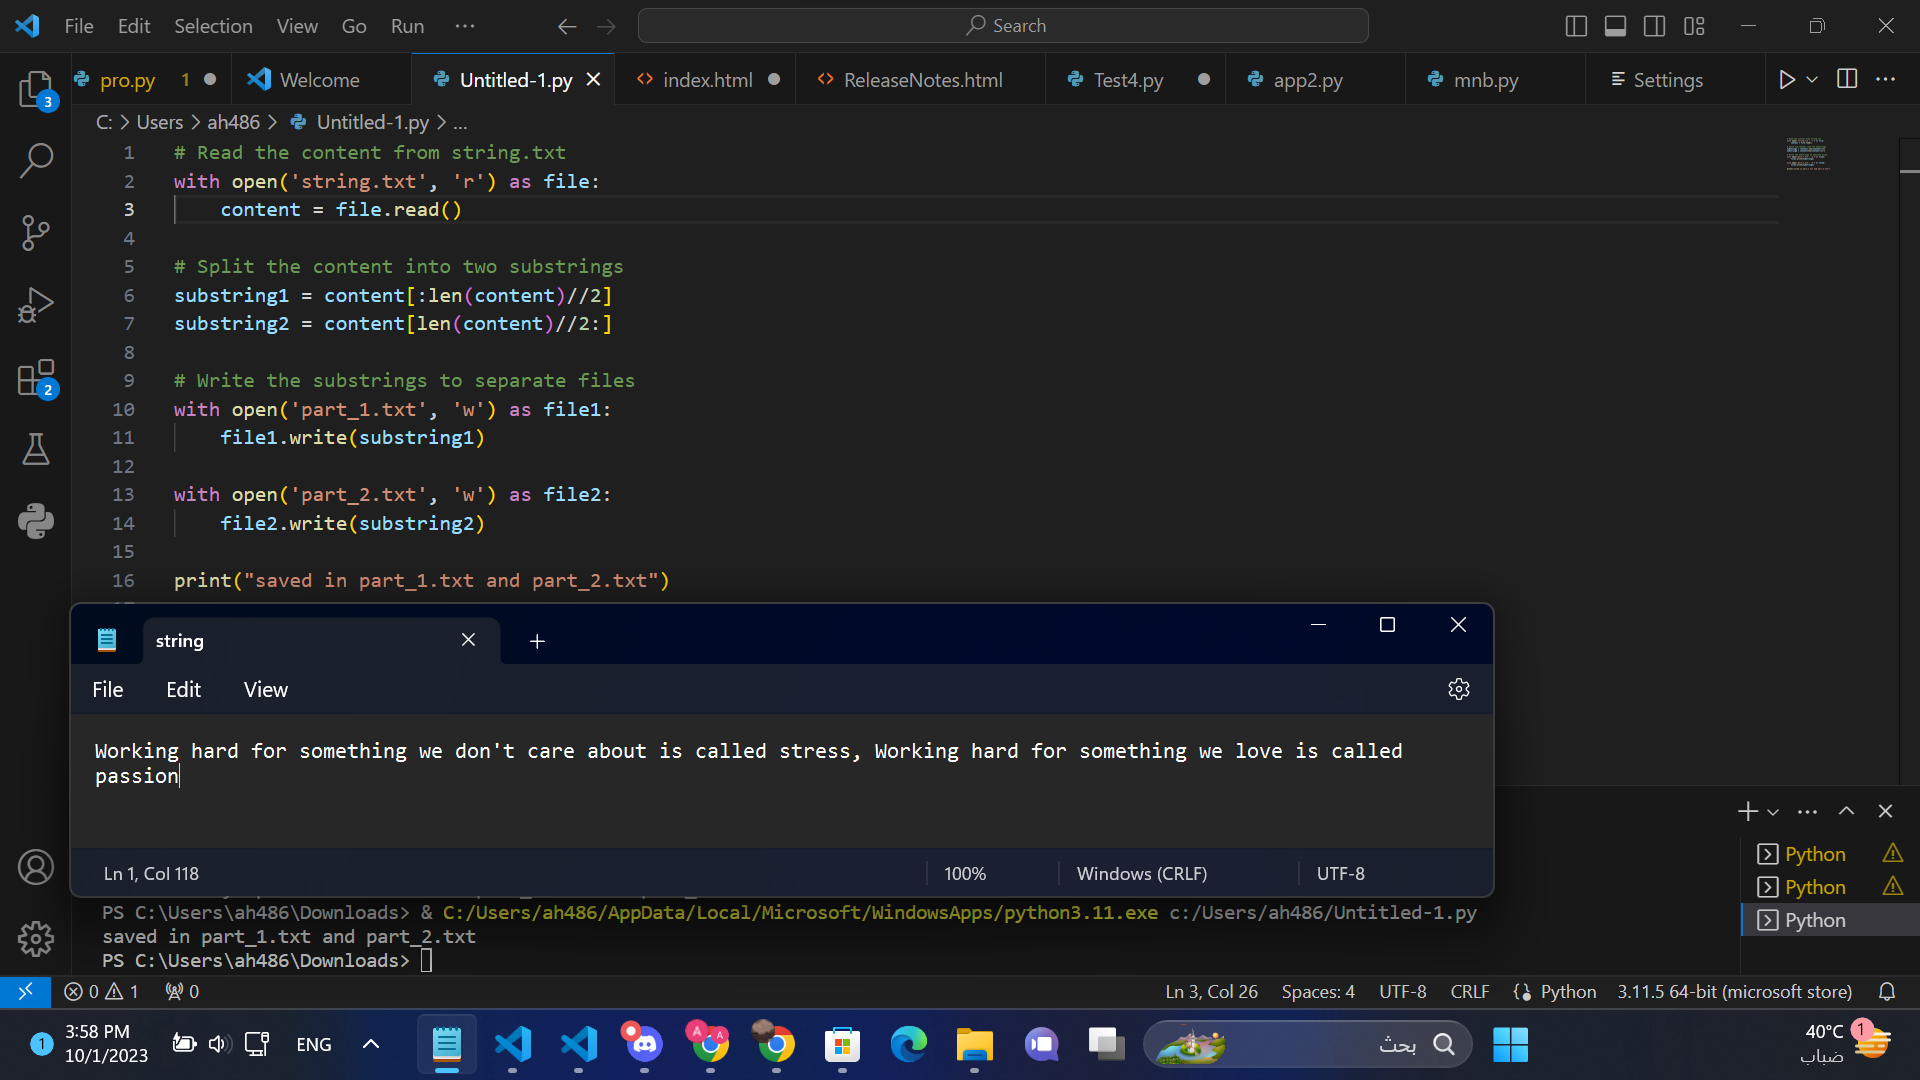 File Edit Selection View Go Run ··· Search
pro.py 1 Welcome Untitled-1.py index.html ReleaseNotes.html Test4.py app2.py mnb.py Settings
C: > Users > ah486 > Untitled-1.py > ...
1 # Read the content from string.txt
2 with open('string.txt', 'r') as file:
3 content = file.read()
4
5 # Split the content into two substrings
6 substring1 = content[:len(content)//2]
7 substring2 = content[len(content)//2:]
8
9 # Write the substrings to separate files
10 with open('part_1.txt', 'w') as file1:
11 file1.write(substring1)
12
13 with open('part_2.txt', 'w') as file2:
14 file2.write(substring2)
15
16 print("saved in part_1.txt and part_2.txt")
3
2
string
File Edit View
Working hard for something we don't care about is called stress, Working hard for something we love is called
passion
Ln 1, Col 118 100% Windows (CRLF) UTF-8
Python
Python
Python
PS C:\Users\ah486\Downloads> & C:/Users/ah486/AppData/Local/Microsoft/WindowsApps/python3.11.exe c:/Users/ah486/Untitled-1.py
saved in part_1.txt and part_2.txt
PS C:\Users\ah486\Downloads>
0 1 0 Ln 3, Col 26 Spaces: 4 UTF-8 CRLF Python 3.11.5 64-bit (microsoft store)
1 3:58 PM ENG A A A بحث 40°C 1
10/1/2023 ضباب